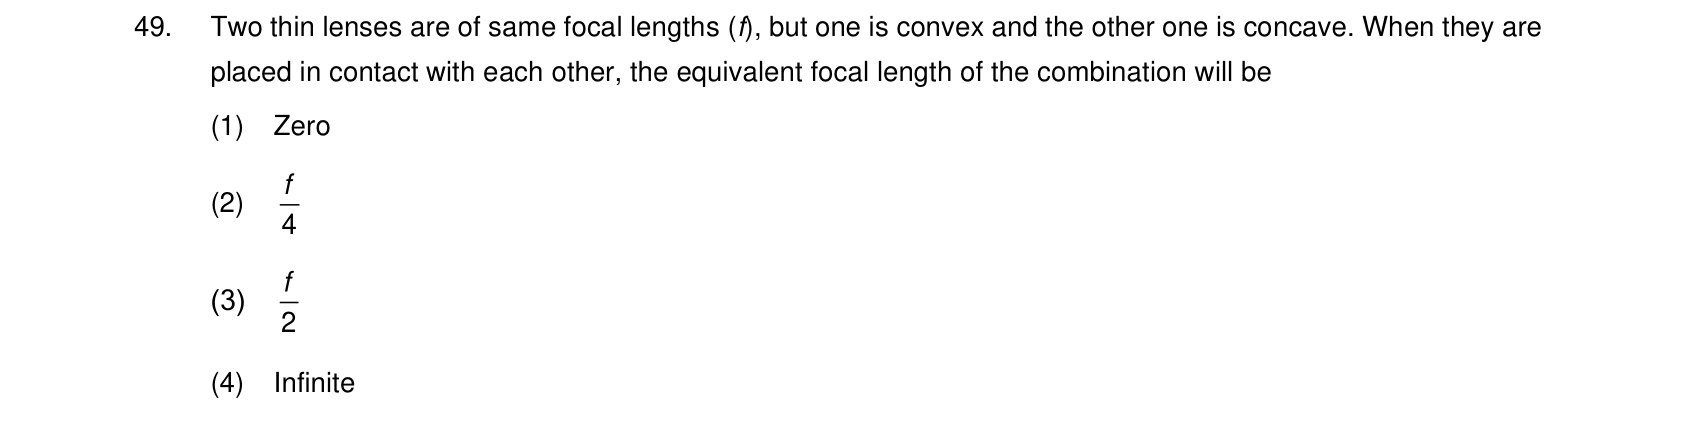 49. Two thin lenses are of same focal lengths (f), but one is convex and the other one is concave. When they are
placed in contact with each other, the equivalent focal length of the combination will be
(1) Zero
(2) f/4
(3) f/2
(4) Infinite